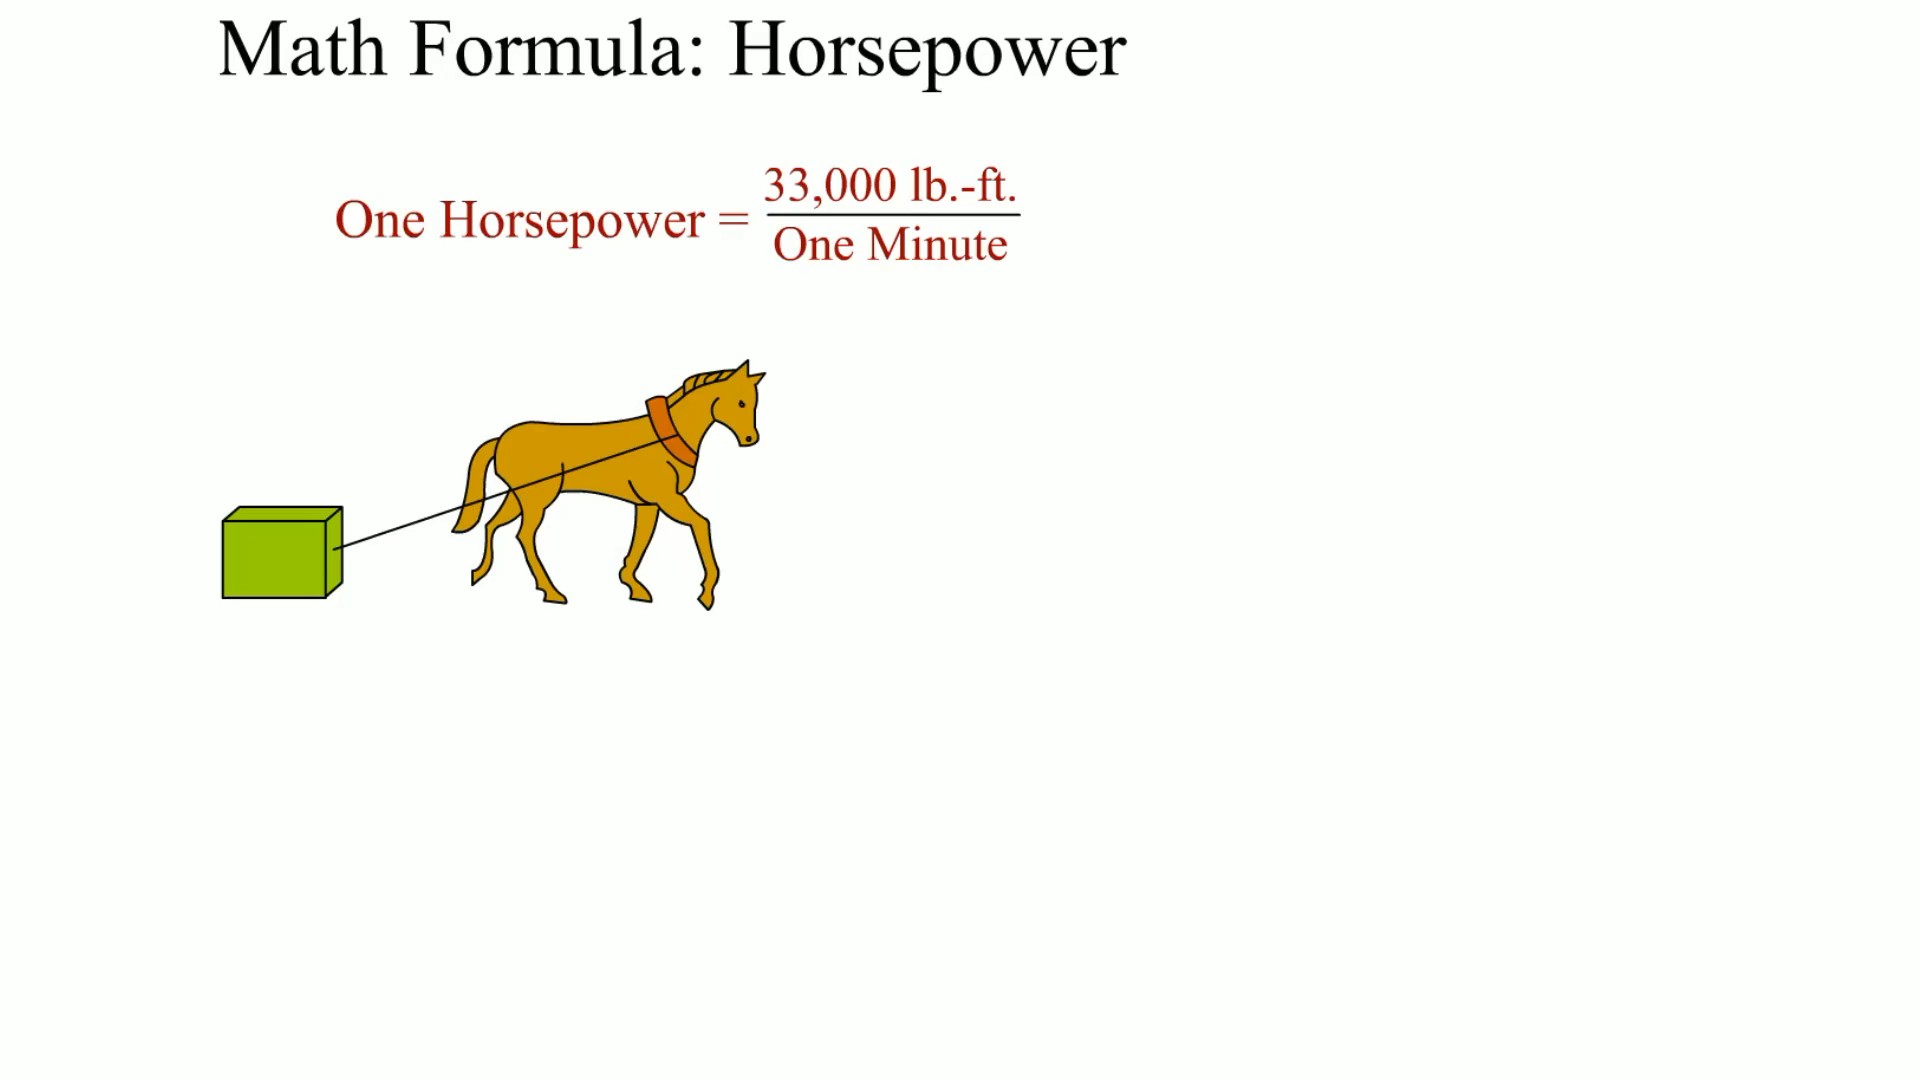 Math Formula: Horsepower
One Horsepower = 33,000 lb.-ft.
One Minute